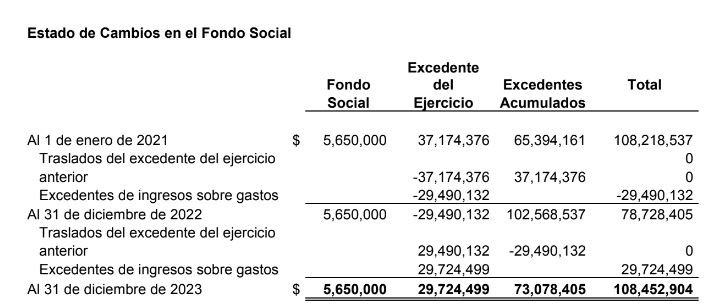 Estado de Cambios en el Fondo Social
Fondo Social Excedente del Ejercicio Excedentes Acumulados Total
Al 1 de enero de 2021 $ 5,650,000 37,174,376 65,394,161 108,218,537
Traslados del excedente del ejercicio 0
anterior -37,174,376 37,174,376 0
Excedentes de ingresos sobre gastos -29,490,132 -29,490,132
Al 31 de diciembre de 2022 5,650,000 -29,490,132 102,568,537 78,728,405
Traslados del excedente del ejercicio
anterior 29,490,132 -29,490,132 0
Excedentes de ingresos sobre gastos 29,724,499 29,724,499
Al 31 de diciembre de 2023 $ 5,650,000 29,724,499 73,078,405 108,452,904